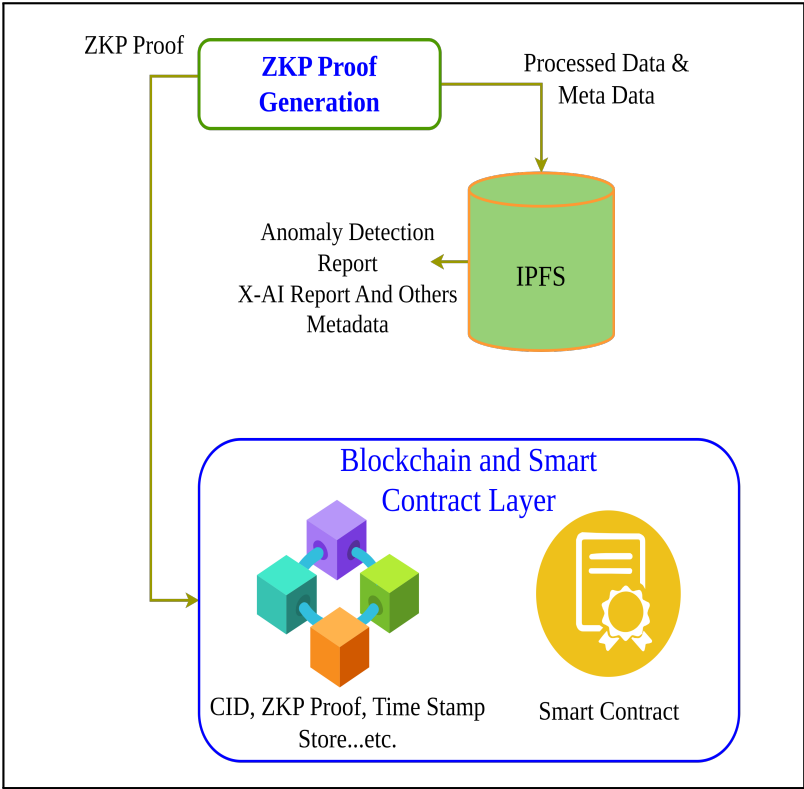 ZKP Proof
ZKP Proof
Generation
Processed Data &
Meta Data
Anomaly Detection
Report
X-AI Report And Others
Metadata
IPFS
Blockchain and Smart
Contract Layer
CID, ZKP Proof, Time Stamp
Store...etc.
Smart Contract